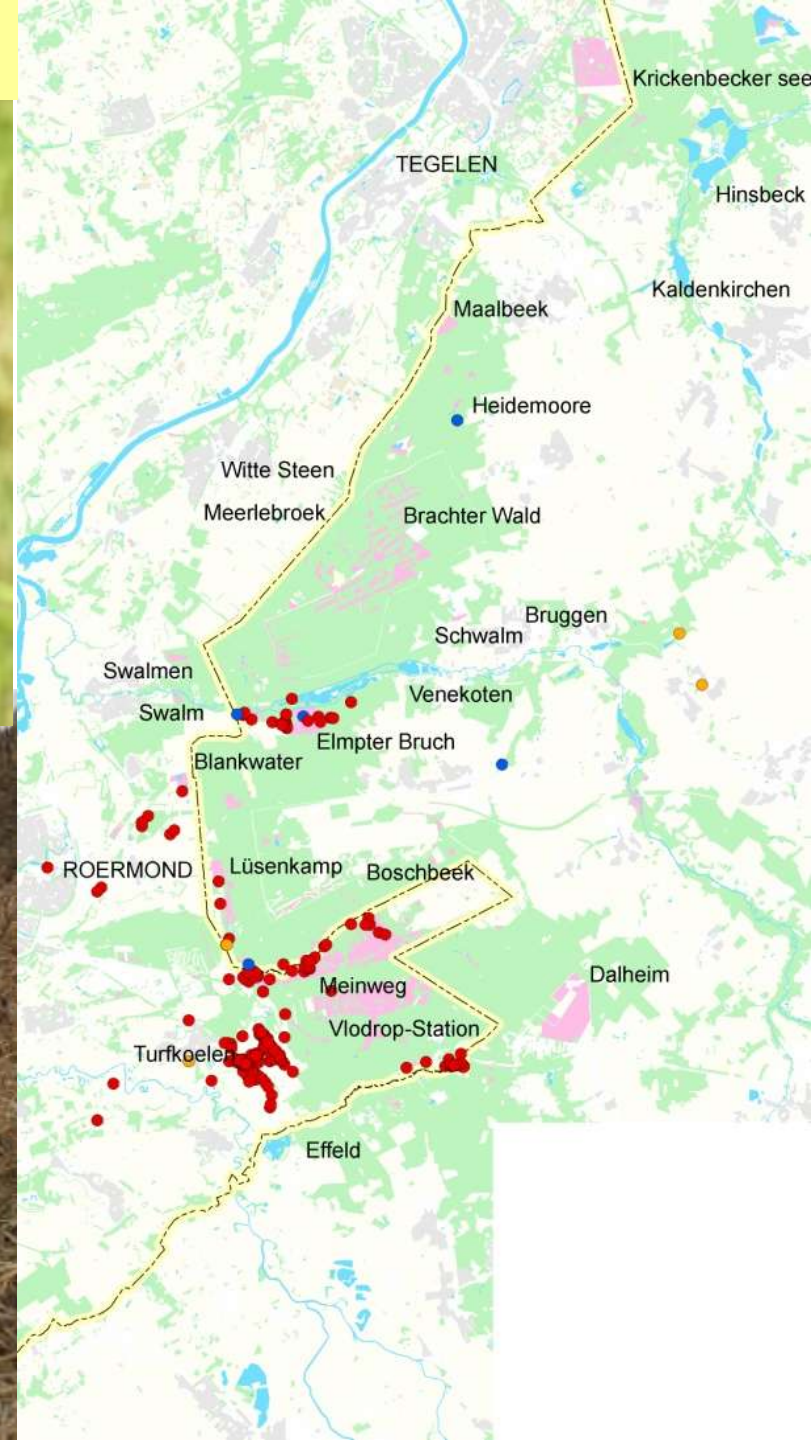 Krickenbecker see
TEGELEN
Hinsbeck
Kaldenkirchen
Maalbeek
Heidemoore
Witte Steen
Meerlebroek
Brachter Wald
Bruggen
Schwalm
Swalmen
Venekoten
Swalm
Elmpter Bruch
Blankwater
Lüsenkamp
ROERMOND
Boschbeek
Dalheim
Meinweg
Vlodrop-Station
Turfkoelen
Effeld